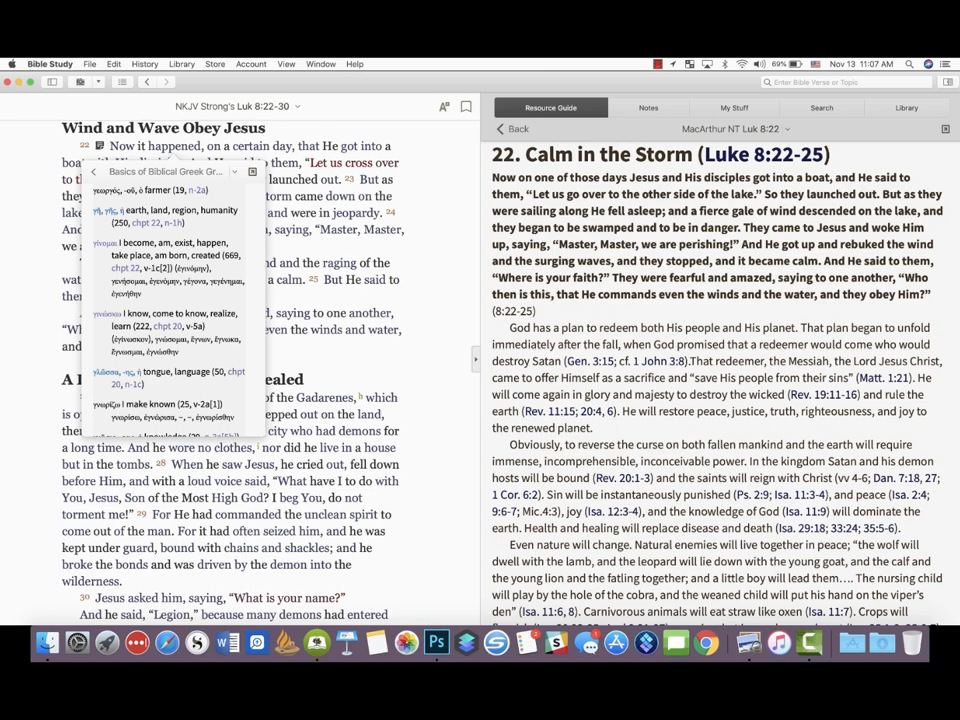 Bible Study File Edit History Library Store Account View Window Help 69% Nov 13 11:07 AM
Enter Bible Verse or Topic
NKJV Strong's Luk 8:22-30
Wind and Wave Obey Jesus
22 Now it happened, on a certain day, that He got into a
them, “Let us cross over
launched out. 23 But as
storm came down on the
and were in jeopardy. 24
saying, “Master, Master,
and the raging of the
a calm. 25 But He said to
saying to one another,
even the winds and water,
Basics of Biblical Greek Gr...
γεωργός, -οῦ, ὁ farmer (19, n-2a)
γῆ, γῆς, ἡ earth, land, region, humanity
(250, chpt 22, n-1h)
γίνομαι I become, am, exist, happen,
take place, am born, created (669,
chpt 22, v-1c[2]) (ἐγινόμην),
γενήσομαι, ἐγενόμην, γέγονα, γεγένημαι,
ἐγενήθην
γινώσκω I know, come to know, realize,
learn (222, chpt 20, v-5a)
(ἐγίνωσκον), γνώσομαι, ἔγνων, ἔγνωκα,
ἔγνωσμαι, ἐγνώσθην
γλῶσσα, -ης, ἡ tongue, language (50, chpt
20, n-1c)
γνωρίζω I make known (25, v-2a[1])
γνωρίσω, ἐγνώρισα, –, –, ἐγνωρίσθην
of the Gadarenes, h which
stepped out on the land,
city who had demons for
a long time. And he wore no clothes, i nor did he live in a house
but in the tombs. 28 When he saw Jesus, he cried out, fell down
before Him, and with a loud voice said, “What have I to do with
You, Jesus, Son of the Most High God? I beg You, do not
torment me!” 29 For He had commanded the unclean spirit to
come out of the man. For it had often seized him, and he was
kept under guard, bound with chains and shackles; and he
broke the bonds and was driven by the demon into the
wilderness.
30 Jesus asked him, saying, “What is your name?”
And he said, “Legion,” because many demons had entered
Resource Guide Notes My Stuff Search Library
Back MacArthur NT Luk 8:22
22. Calm in the Storm (Luke 8:22-25)
Now on one of those days Jesus and His disciples got into a boat, and He said to
them, “Let us go over to the other side of the lake.” So they launched out. But as
they were sailing along He fell asleep; and a fierce gale of wind descended on the lake,
and they began to be swamped and to be in danger. They came to Jesus and woke Him
up, saying, “Master, Master, we are perishing!” And He got up and rebuked the wind
and the surging waves, and they stopped, and it became calm. And He said to them,
“Where is your faith?” They were fearful and amazed, saying to one another, “Who
then is this, that He commands even the winds and the water, and they obey Him?”
(8:22-25)
God has a plan to redeem both His people and His planet. That plan began to unfold
immediately after the fall, when God promised that a redeemer would come who would
destroy Satan (Gen. 3:15; cf. 1 John 3:8).That redeemer, the Messiah, the Lord Jesus Christ,
came to offer Himself as a sacrifice and “save His people from their sins” (Matt. 1:21). He
will come again in glory and majesty to destroy the wicked (Rev. 19:11-16) and rule the
earth (Rev. 11:15; 20:4, 6). He will restore peace, justice, truth, righteousness, and joy to
the renewed planet.
Obviously, to reverse the curse on both fallen mankind and the earth will require
immense, incomprehensible, inconceivable power. In the kingdom Satan and his demon
hosts will be bound (Rev. 20:1-3) and the saints will reign with Christ (vv 4-6; Dan. 7:18, 27;
1 Cor. 6:2). Sin will be instantaneously punished (Ps. 2:9; Isa. 11:3-4), and peace (Isa. 2:4;
9:6-7; Mic.4:3), joy (Isa. 12:3-4), and the knowledge of God (Isa. 11:9) will dominate the
earth. Health and healing will replace disease and death (Isa. 29:18; 33:24; 35:5-6).
Even nature will change. Natural enemies will live together in peace; “the wolf will
dwell with the lamb, and the leopard will lie down with the young goat, and the calf and
the young lion and the fatling together; and a little boy will lead them…. The nursing child
will play by the hole of the cobra, and the weaned child will put his hand on the viper’s
den” (Isa. 11:6, 8). Carnivorous animals will eat straw like oxen (Isa. 11:7). Crops will